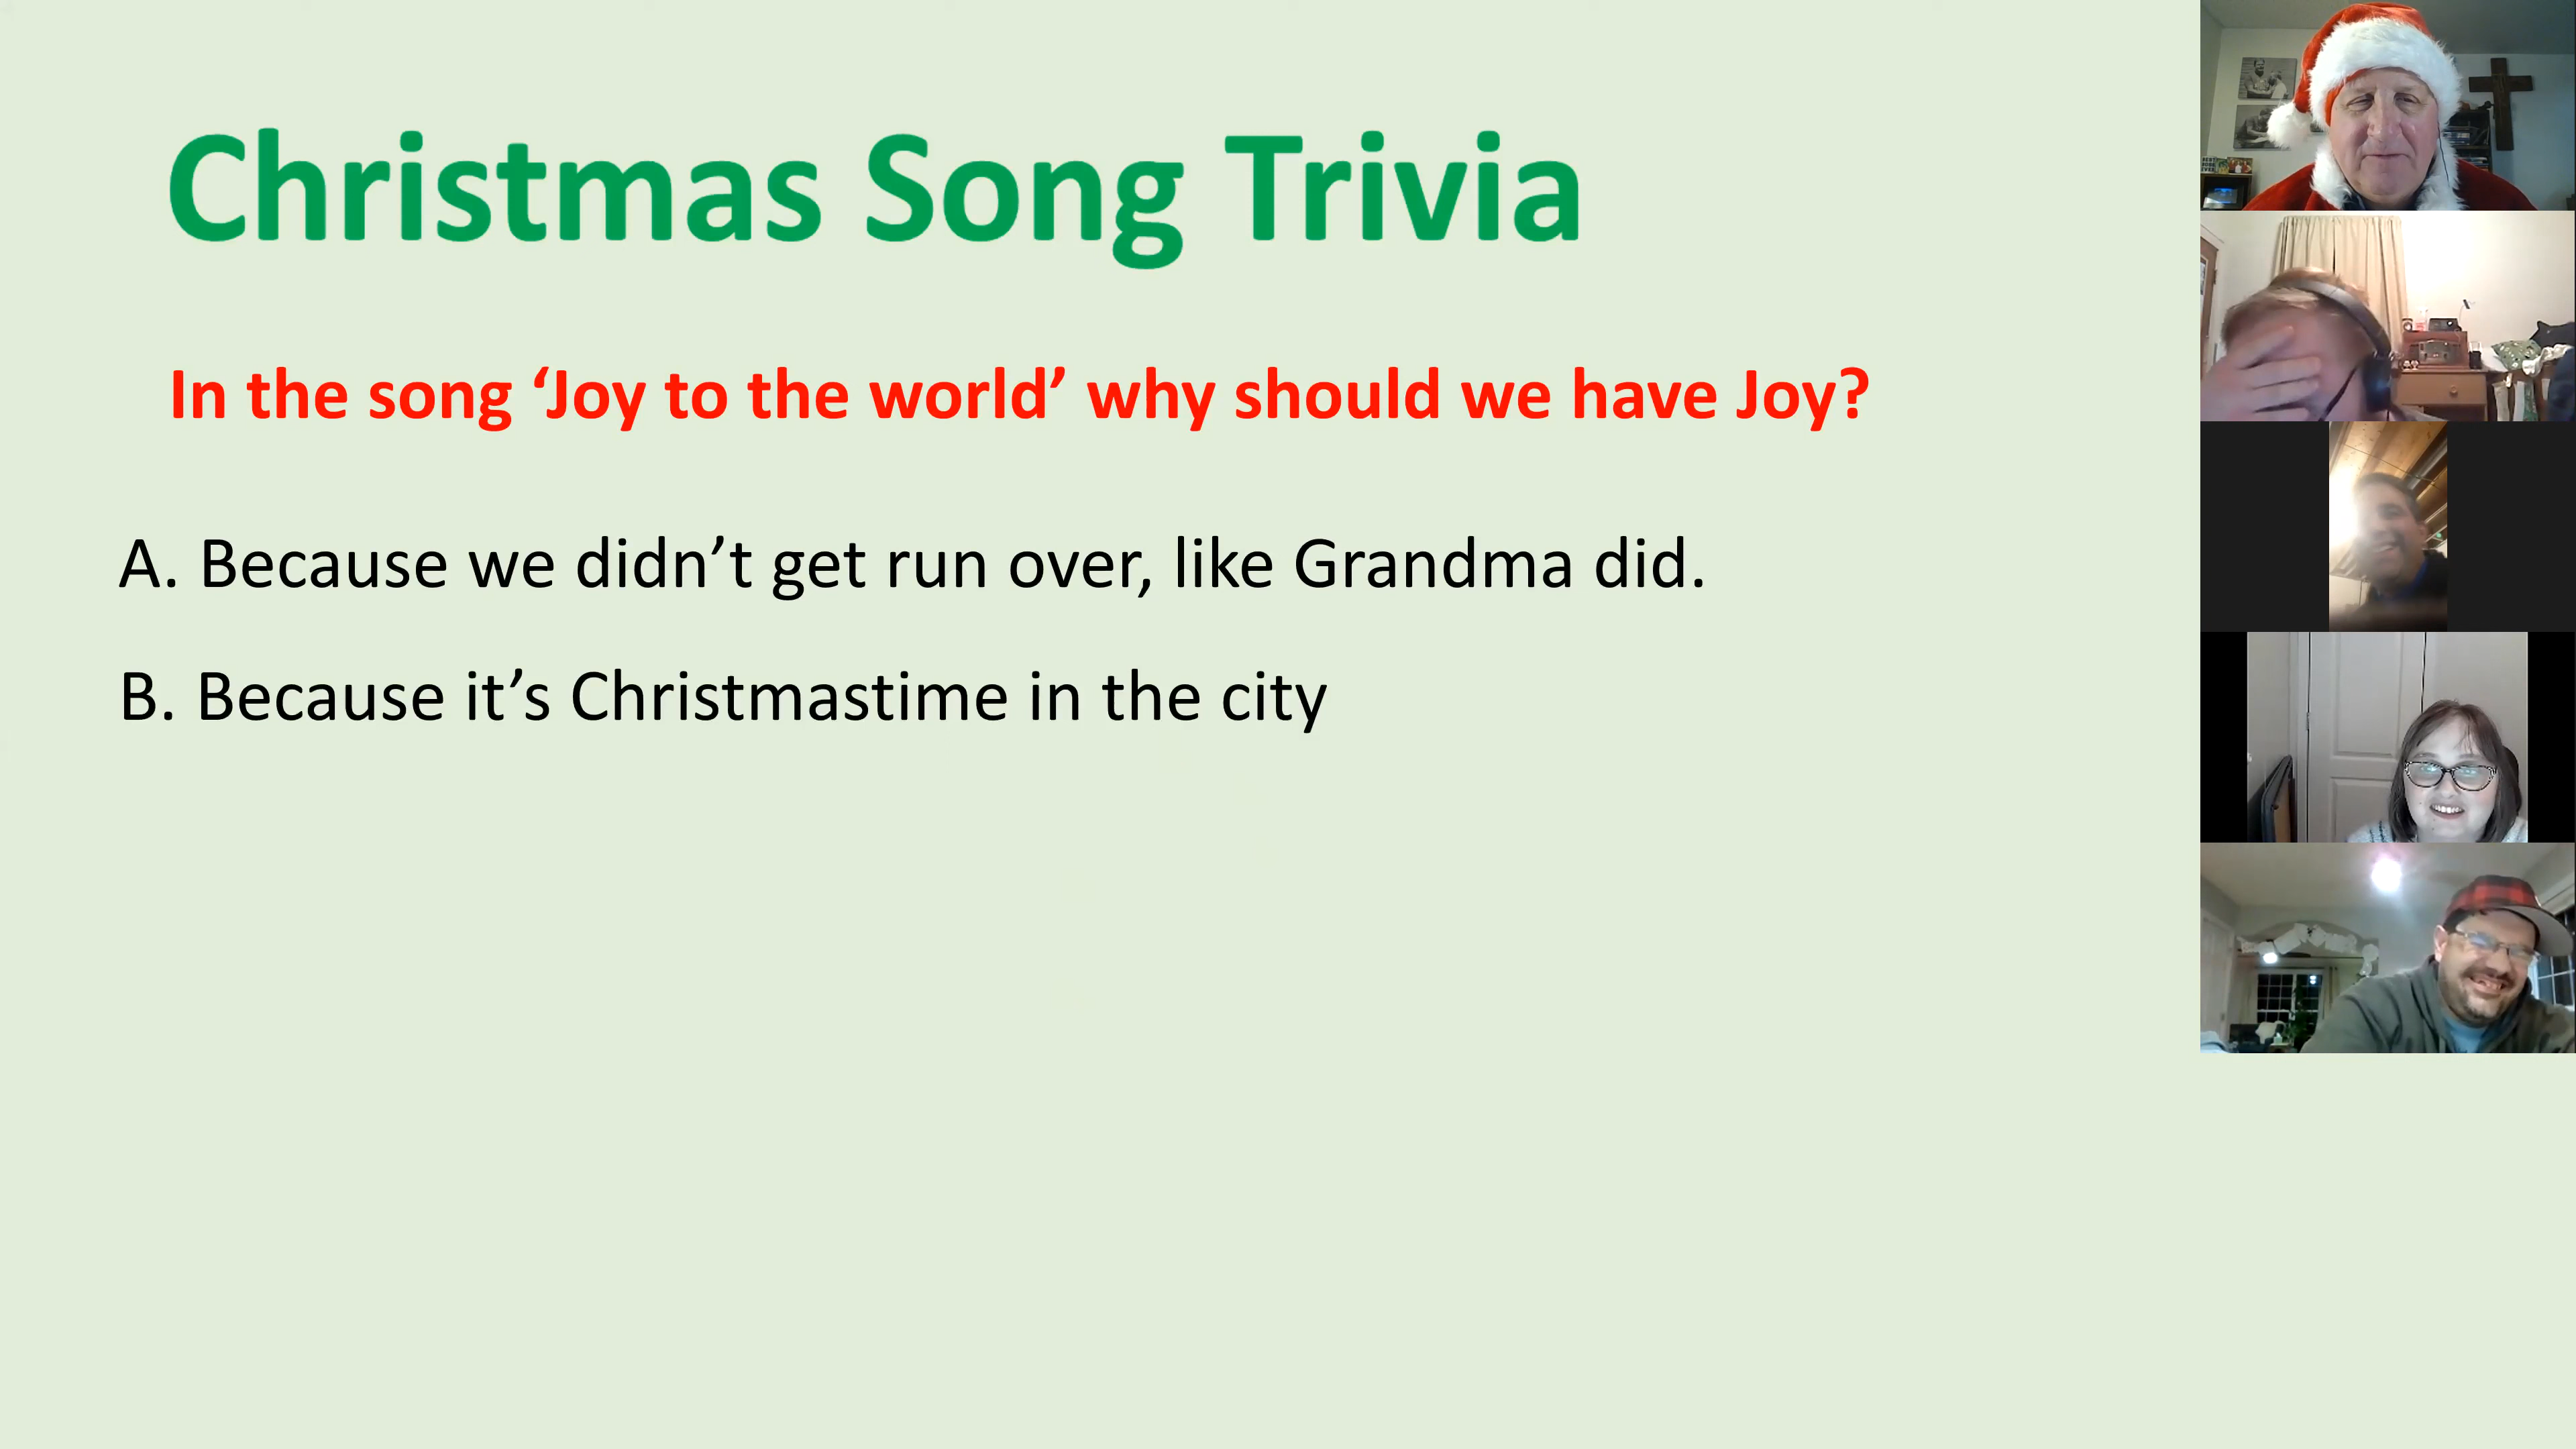 Christmas Song Trivia
In the song ‘Joy to the world’ why should we have Joy?
A. Because we didn’t get run over, like Grandma did.
B. Because it’s Christmastime in the city